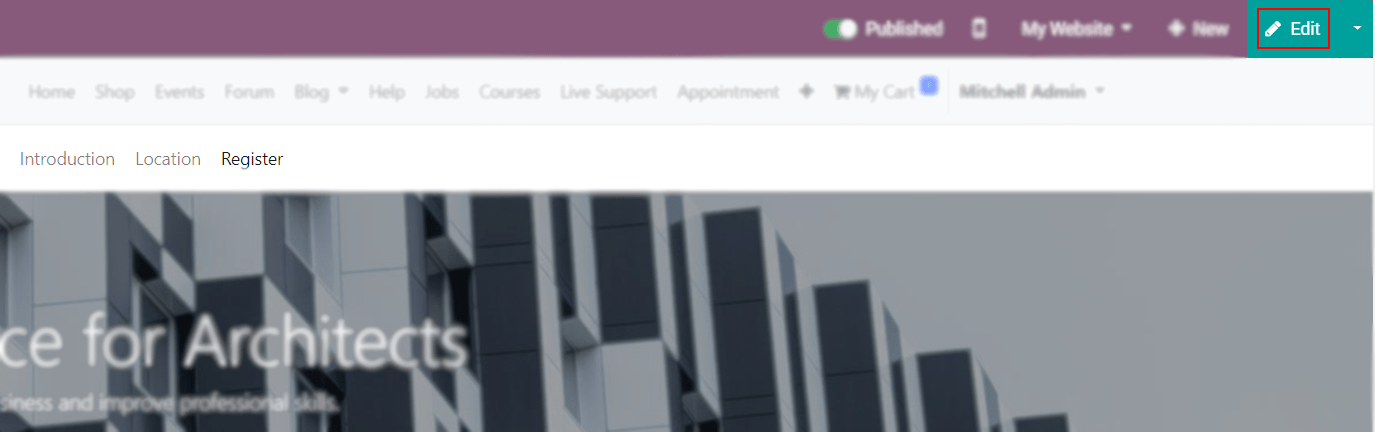 Published My Website New Edit
Home Shop Events Forum Blog Help Jobs Courses Live Support Appointment My Cart Mitchell Admin
Introduction Location Register
ce for Architects
siness and improve professional skills.